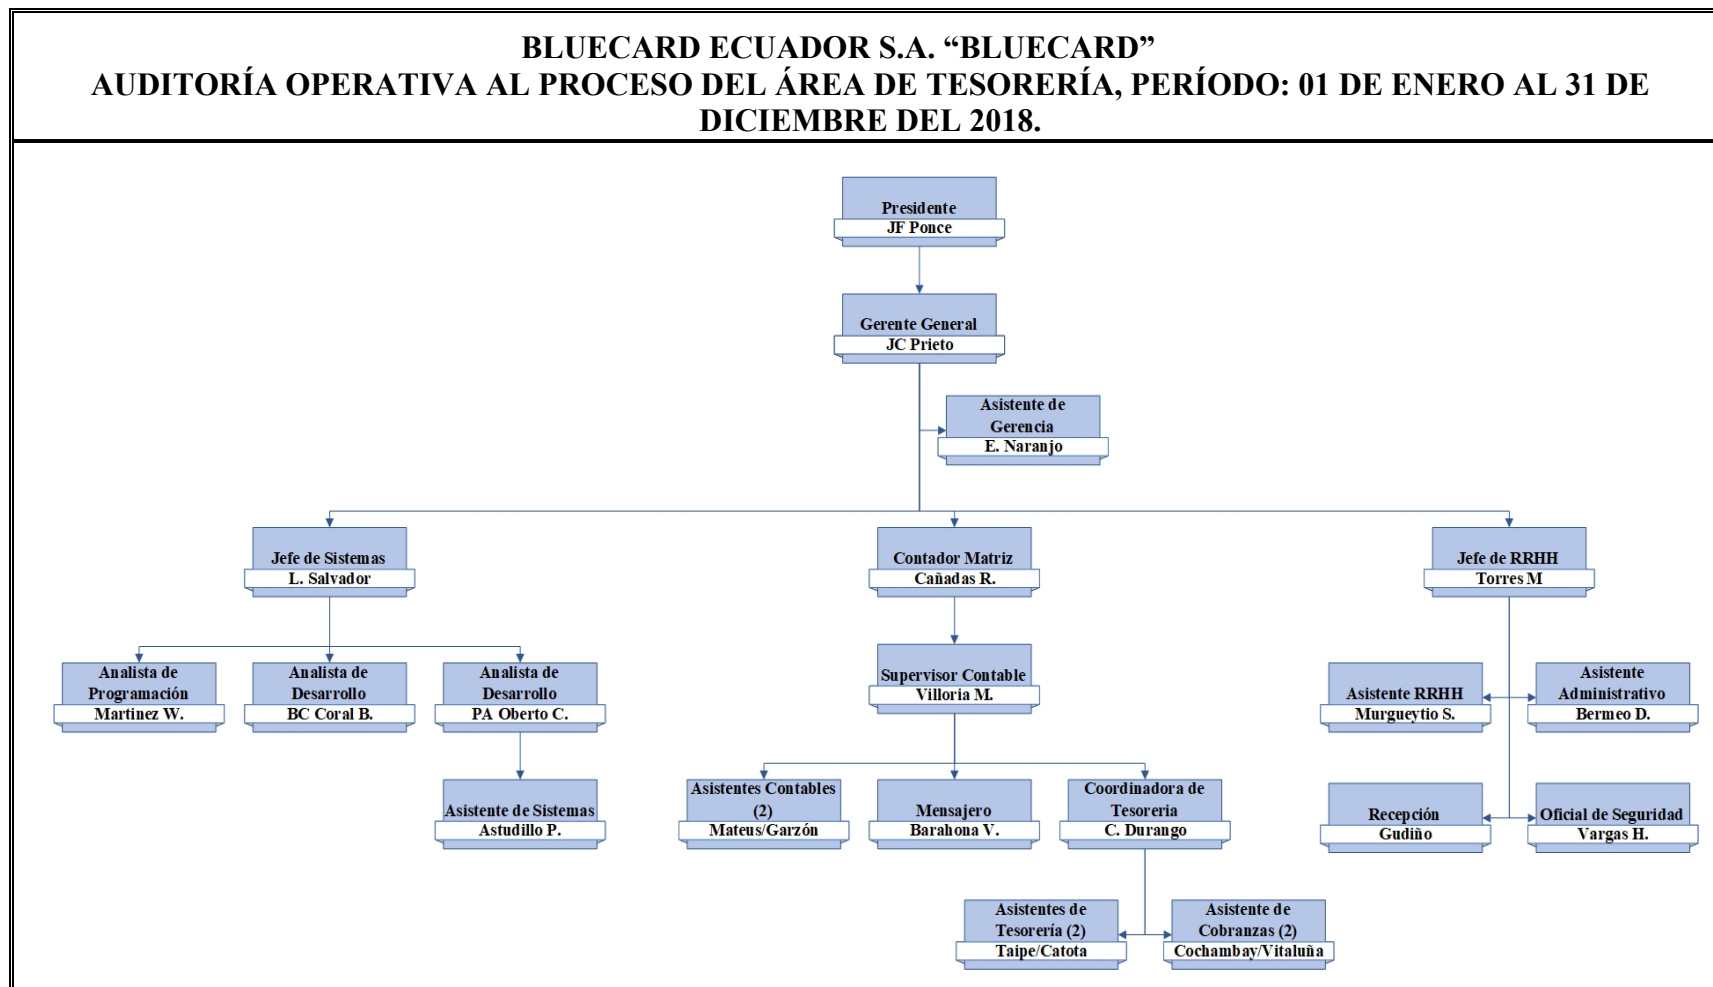 BLUECARD ECUADOR S.A. “BLUECARD”
AUDITORÍA OPERATIVA AL PROCESO DEL ÁREA DE TESORERÍA, PERÍODO: 01 DE ENERO AL 31 DE
DICIEMBRE DEL 2018.
Presidente
JF Ponce
Gerente General
JC Prieto
Asistente de
Gerencia
E. Naranjo
Jefe de Sistemas
L. Salvador
Contador Matriz
Cañadas R.
Jefe de RRHH
Torres M
Analista de
Programación
Martinez W.
Analista de
Desarrollo
BC Coral B.
Analista de
Desarrollo
PA Oberto C.
Supervisor Contable
Villoria M.
Asistente RRHH
Murgueytio S.
Asistente
Administrativo
Bermeo D.
Asistente de Sistemas
Astudillo P.
Asistentes Contables
(2)
Mateus/Garzón
Mensajero
Barahona V.
Coordinadora de
Tesoreria
C. Durango
Recepción
Gudiño
Oficial de Seguridad
Vargas H.
Asistentes de
Tesorería (2)
Taipe/Catota
Asistente de
Cobranzas (2)
Cochambay/Vitaluña